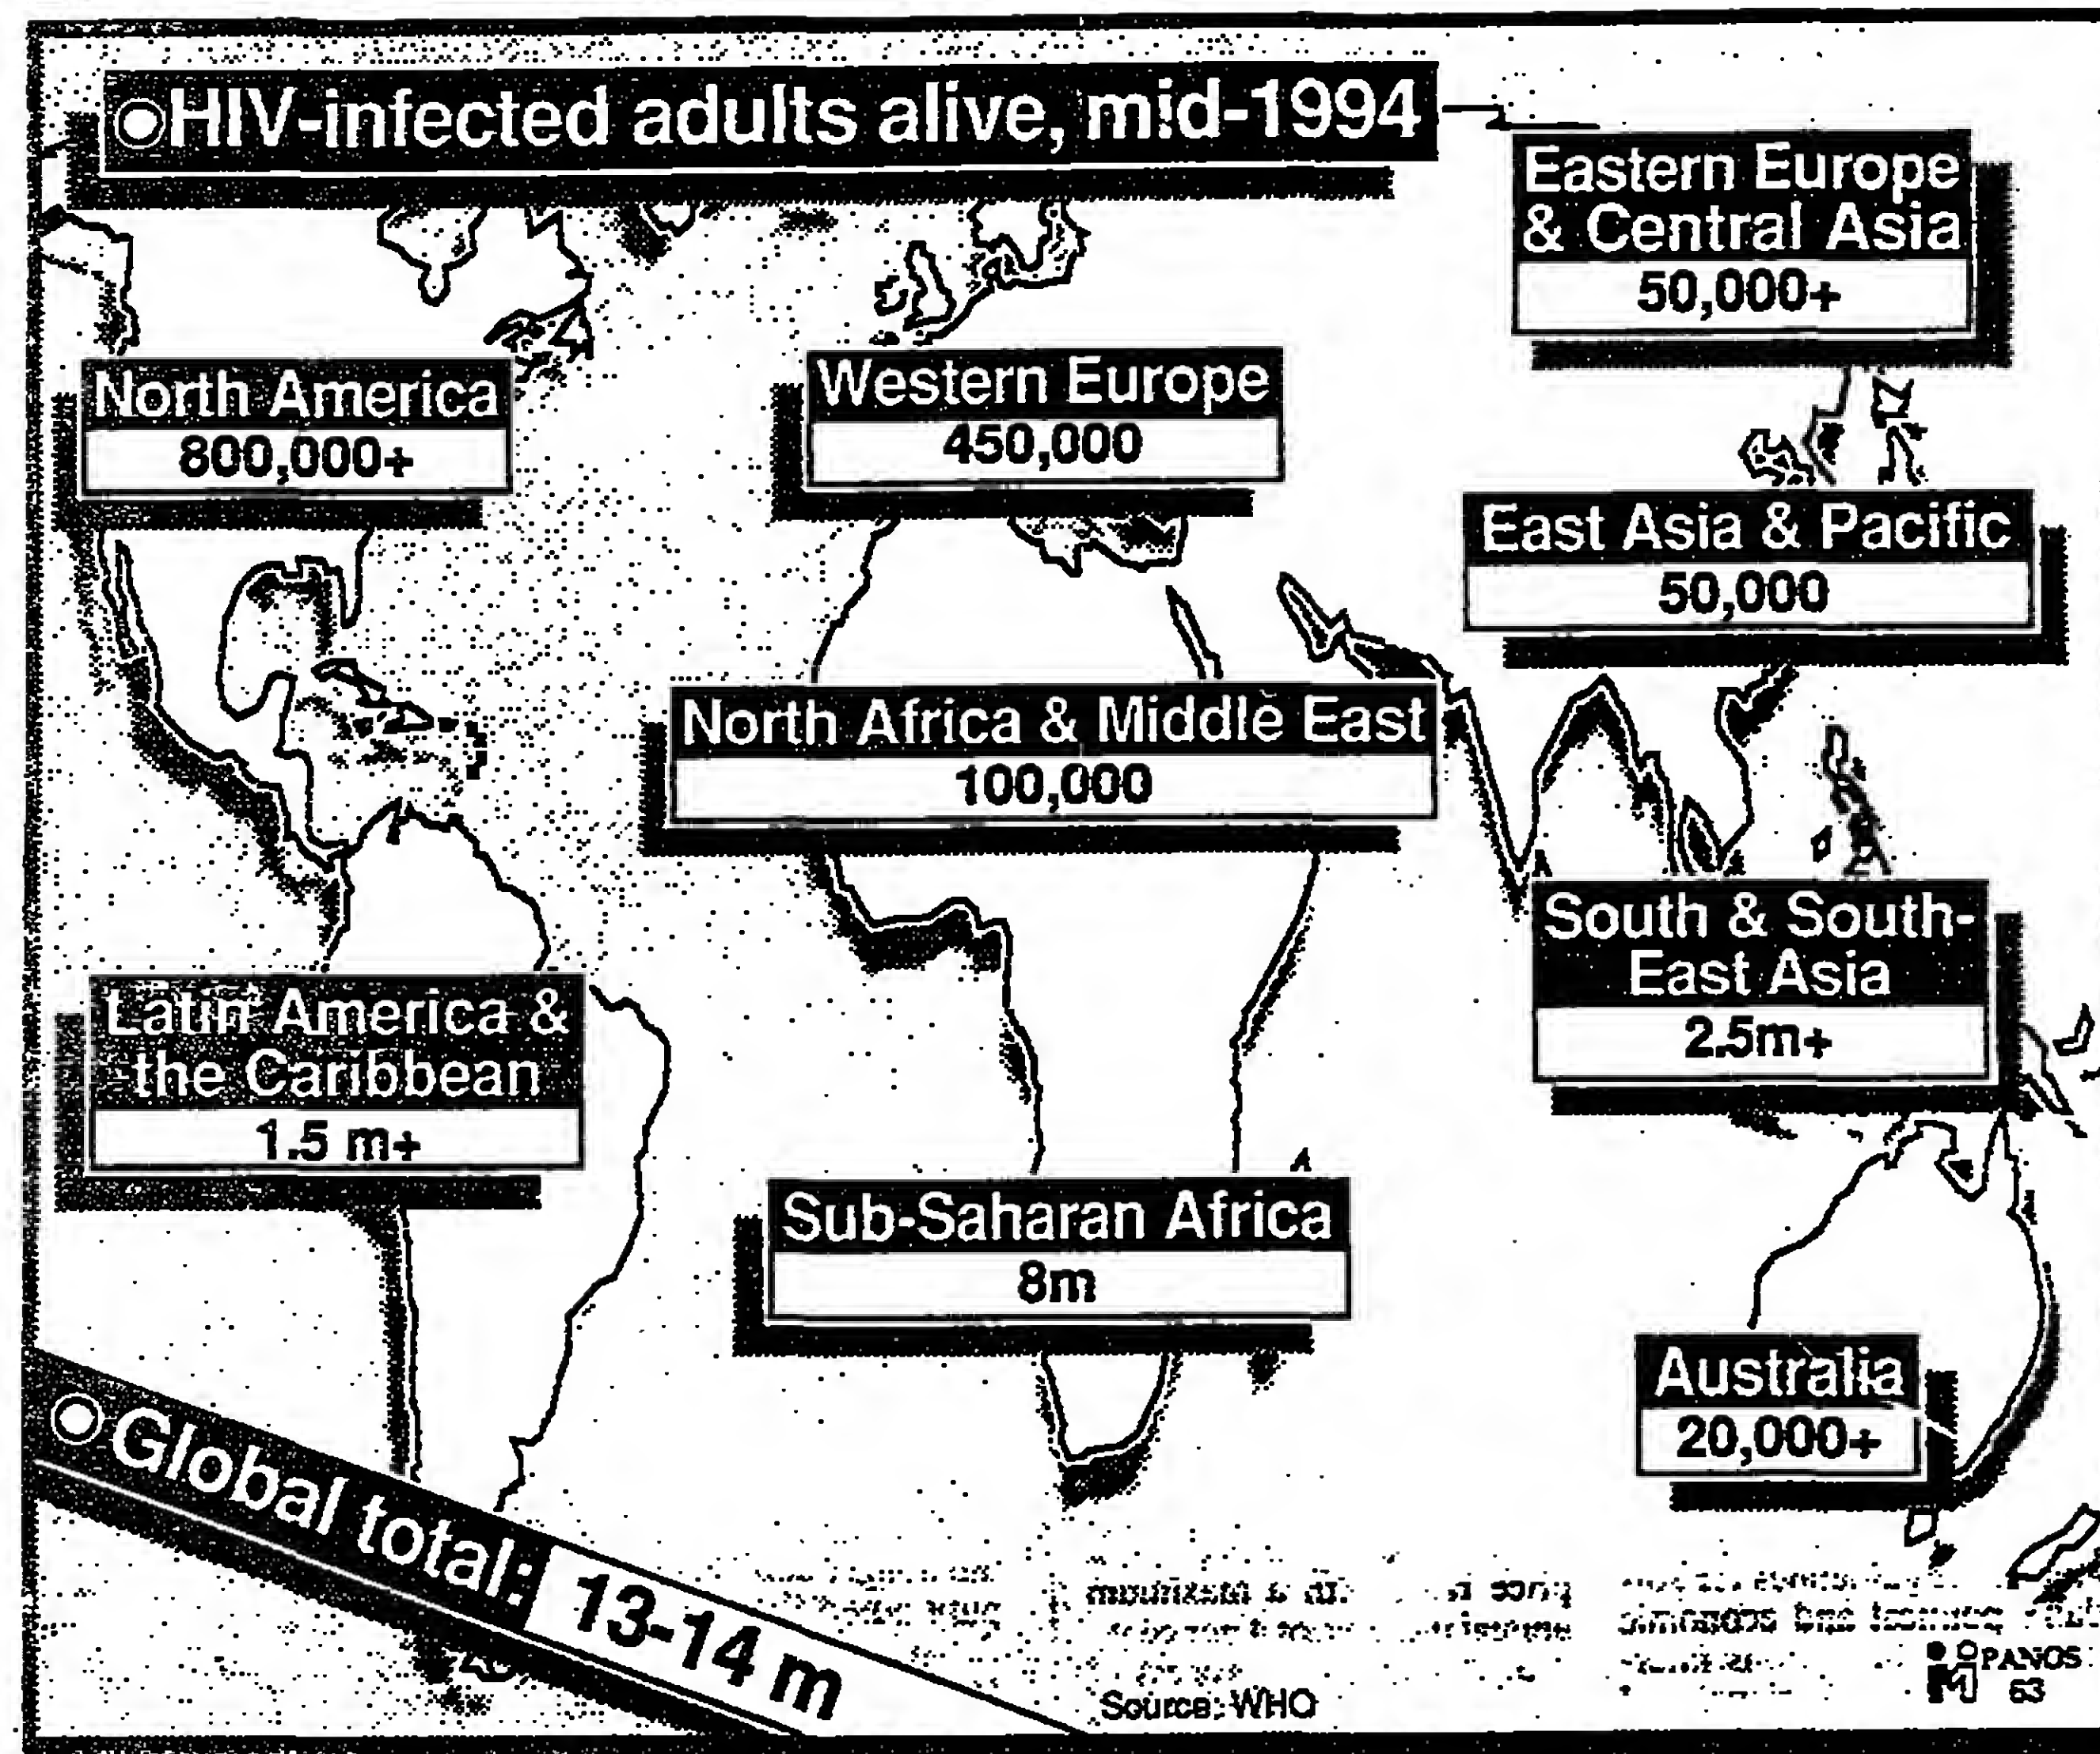 HIV-infected adults alive, mid-1994
Eastern Europe
& Central Asia
50,000+
North America
800,000+
Western Europe
450,000
East Asia & Pacific
50,000
North Africa & Middle East
100,000
South & South-
East Asia
2.5m+
Latin America &
the Caribbean
1.5 m+
Sub-Saharan Africa
8m
Australia
20,000+
Global total: 13-14 m
Source: WHO
PANOS
63